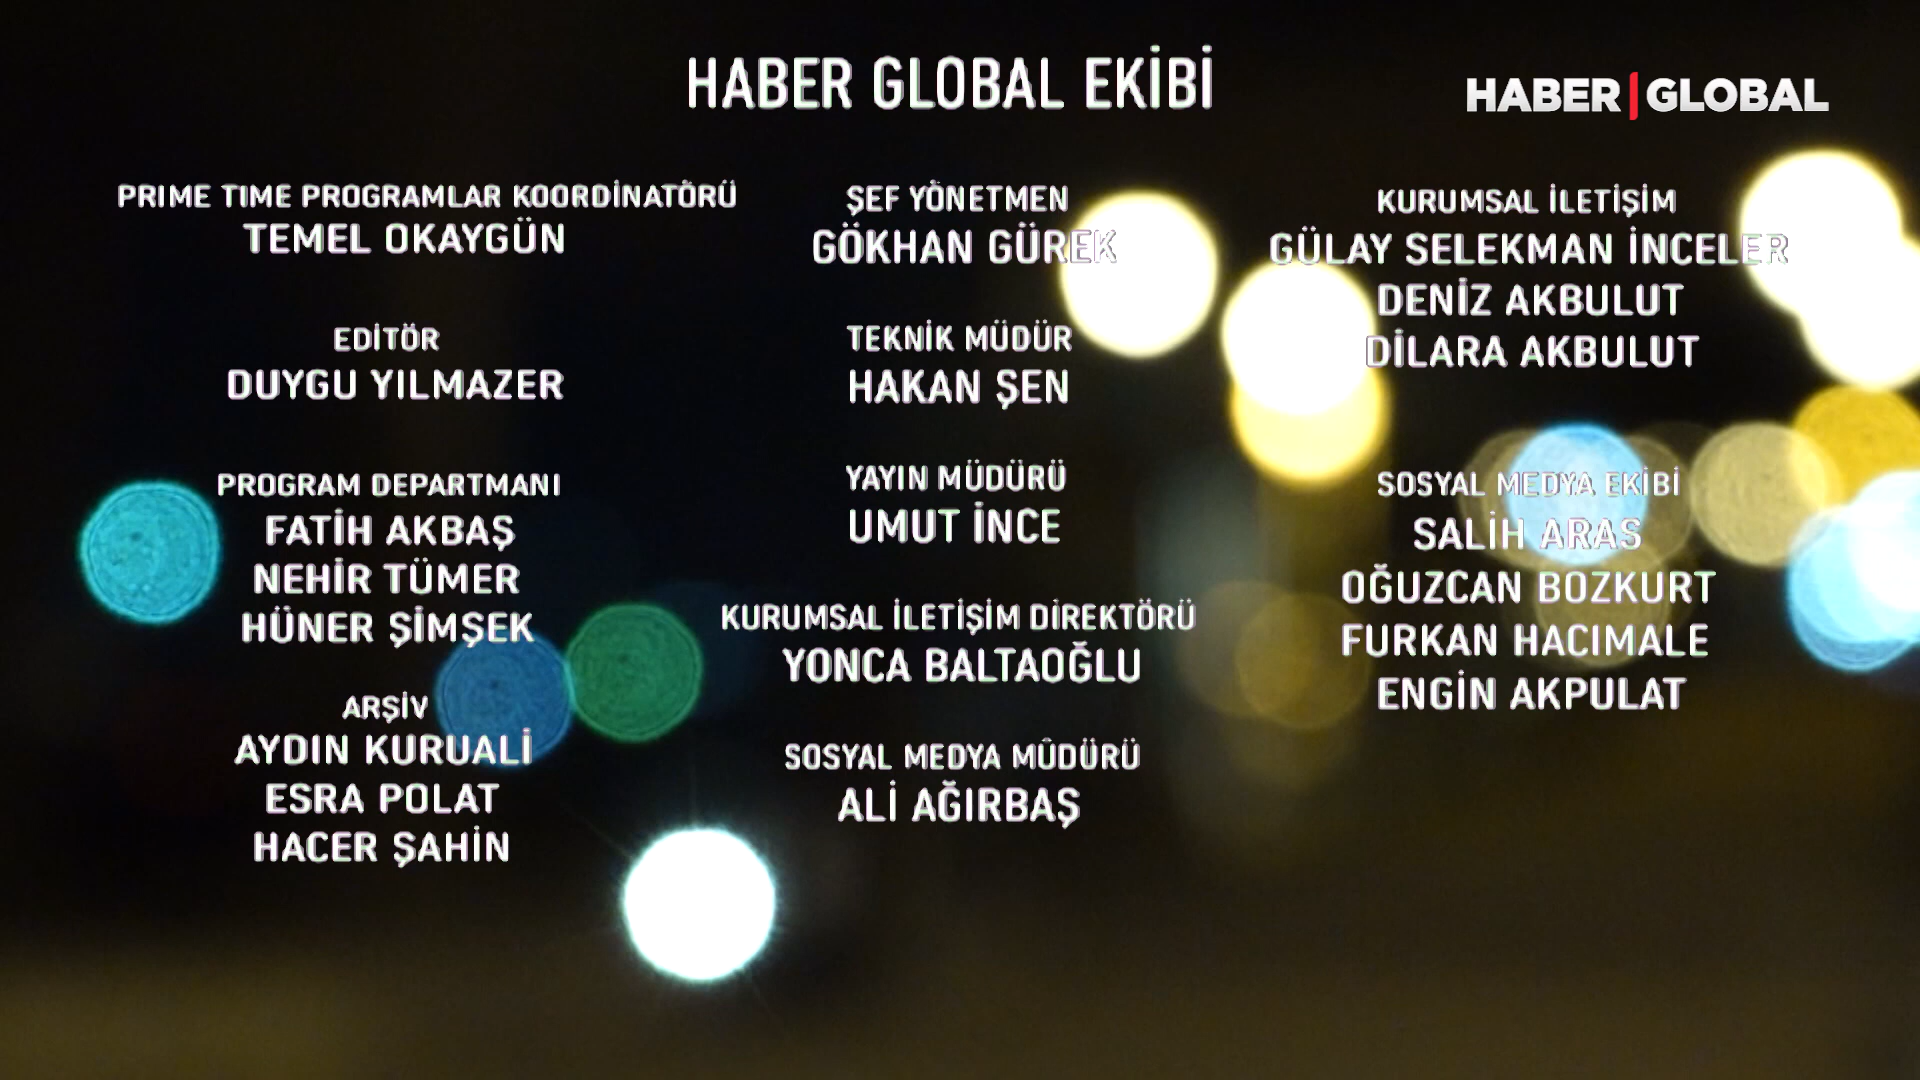 HABER GLOBAL EKİBİ
HABER GLOBAL
PRIME TIME PROGRAMLAR KOORDİNATÖRÜ
TEMEL OKAYGÜN
EDİTÖR
DUYGU YILMAZER
PROGRAM DEPARTMANI
FATİH AKBAŞ
NEHİR TÜMER
HÜNER ŞİMŞEK
ARŞİV
AYDIN KURUALİ
ESRA POLAT
HACER ŞAHİN
ŞEF YÖNETMEN
GÖKHAN GÜREK
TEKNİK MÜDÜR
HAKAN ŞEN
YAYIN MÜDÜRÜ
UMUT İNCE
KURUMSAL İLETİŞİM DİREKTÖRÜ
YONCA BALTAOĞLU
SOSYAL MEDYA MÜDÜRÜ
ALİ AĞIRBAŞ
KURUMSAL İLETİŞİM
GÜLAY SELEKMAN İNCELER
DENİZ AKBULUT
DİLARA AKBULUT
SOSYAL MEDYA EKİBİ
SALİH ARAS
OĞUZCAN BOZKURT
FURKAN HACIMALE
ENGİN AKPULAT